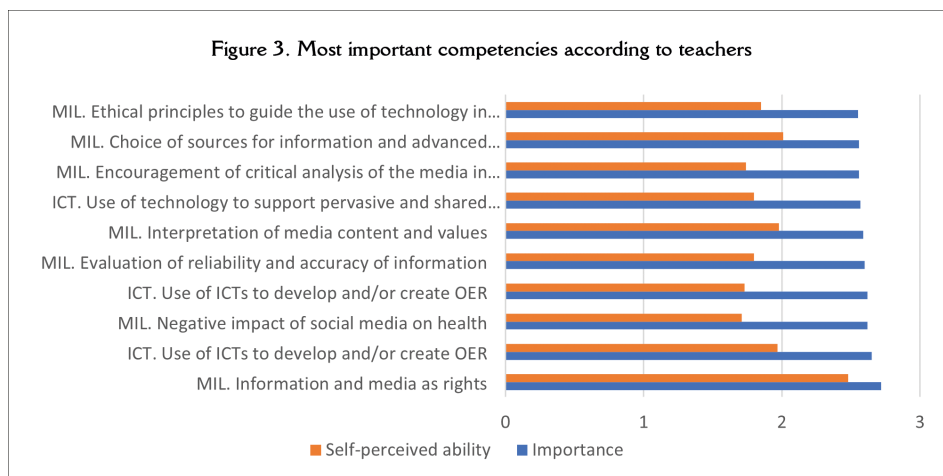 Figure 3. Most important competencies according to teachers
MIL. Ethical principles to guide the use of technology in...
MIL. Choice of sources for information and advanced...
MIL. Encouragement of critical analysis of the media in...
ICT. Use of technology to support pervasive and shared...
MIL. Interpretation of media content and values
MIL. Evaluation of reliability and accuracy of information
ICT. Use of ICTs to develop and/or create OER
MIL. Negative impact of social media on health
ICT. Use of ICTs to develop and/or create OER
MIL. Information and media as rights
0 1 2 3
Self-perceived ability Importance